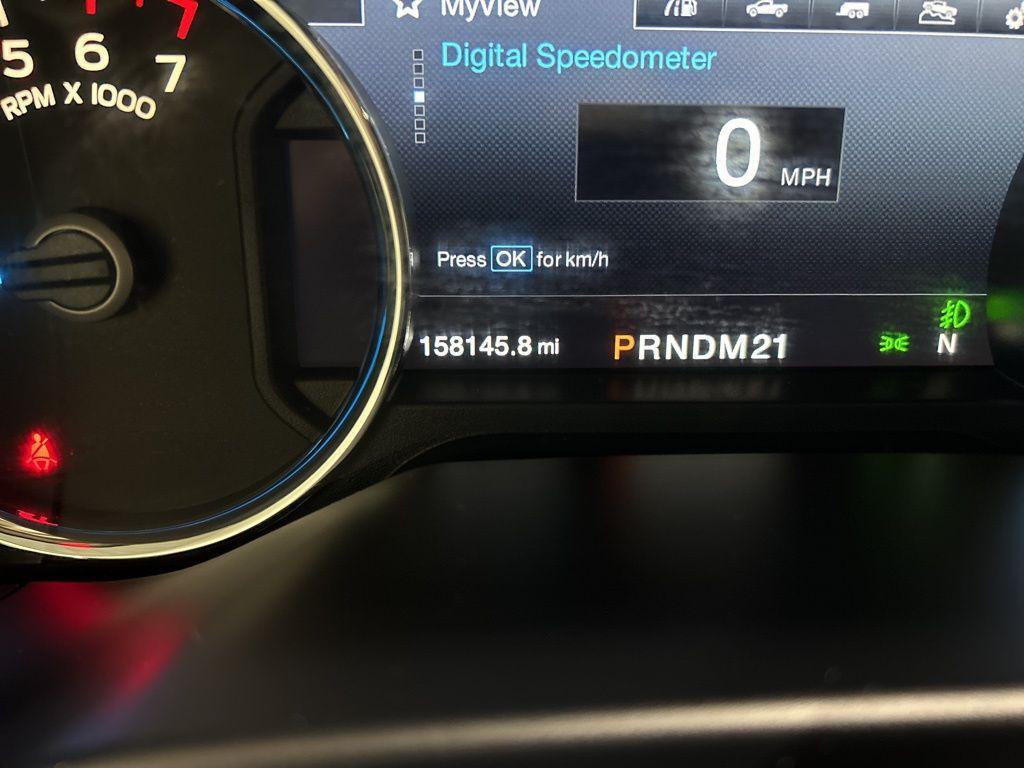 MyView
Digital Speedometer
5 6 7
RPM X 1000
0 MPH
Press OK for km/h
158145.8 mi PRNDM21
N